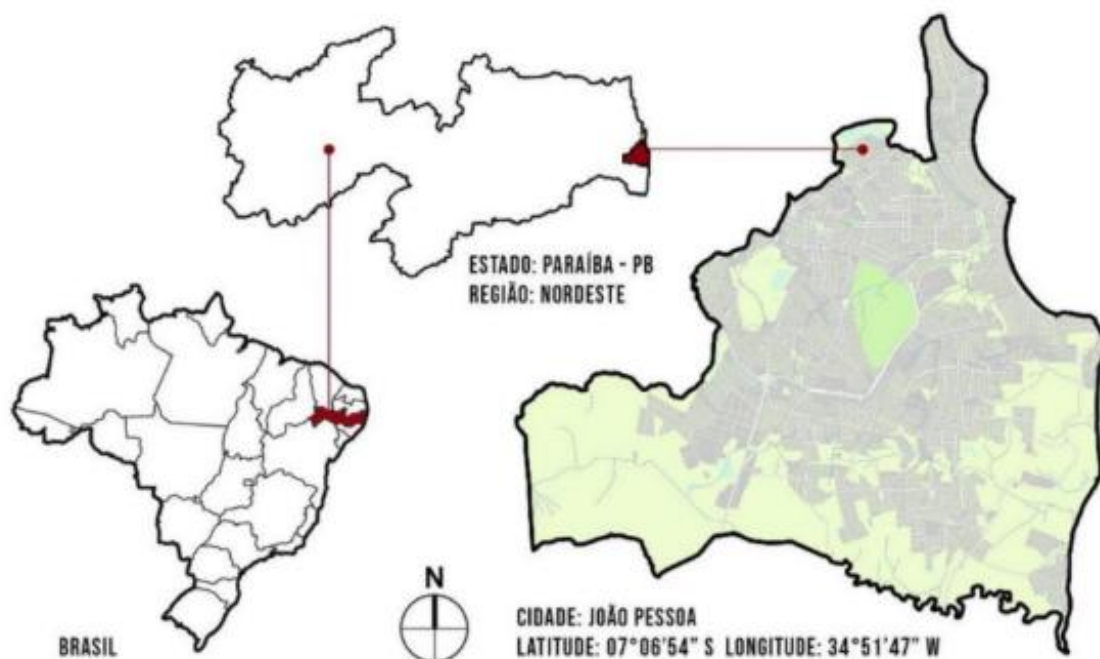 ESTADO: PARAÍBA - PB
REGIÃO: NORDESTE
N
BRASIL
CIDADE: JOÃO PESSOA
LATITUDE: 07°06'54" S LONGITUDE: 34°51'47" W